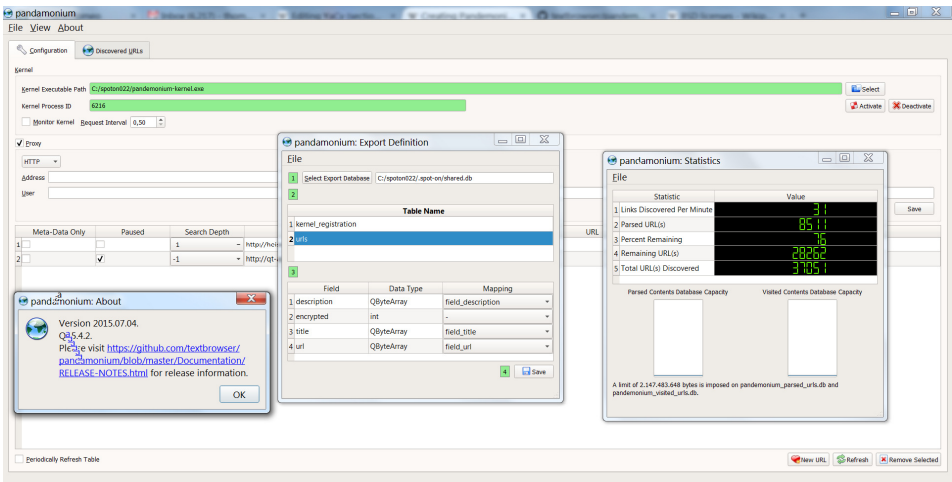 pandamonium
File View About
Configuration
Discovered URLs
Kernel
Kernel Executable Path C:/spoton022/pandemonium-kernel.exe Select
Kernel Process ID 6216 Activate Deactivate
Monitor Kernel Request Interval 0,50
Proxy
HTTP
Address
User
Save
Meta-Data Only Paused Search Depth URL
1 1
2 -1
pandamonium: Export Definition
File
1 Select Export Database C:/spoton022/.spot-on/shared.db
2
Table Name
1 kernel_registration
2 urls
3
Field Data Type Mapping
1 description QByteArray field_description
2 encrypted int -
3 title QByteArray field_title
4 url QByteArray field_url
4 Save
pandamonium: Statistics
File
Statistic Value
1 Links Discovered Per Minute 31
2 Parsed URL(s) 8511
3 Percent Remaining 76
4 Remaining URL(s) 28262
5 Total URL(s) Discovered 37051
Parsed Contents Database Capacity Visited Contents Database Capacity
A limit of 2.147.483.648 bytes is imposed on pandemonium_parsed_urls.db and
pandemonium_visited_urls.db.
pandamonium: About
Version 2015.07.04.
Qt 5.4.2.
Please visit https://github.com/textbrowser/
pandamonium/blob/master/Documentation/
RELEASE-NOTES.html for release information.
OK
Periodically Refresh Table
New URL Refresh Remove Selected